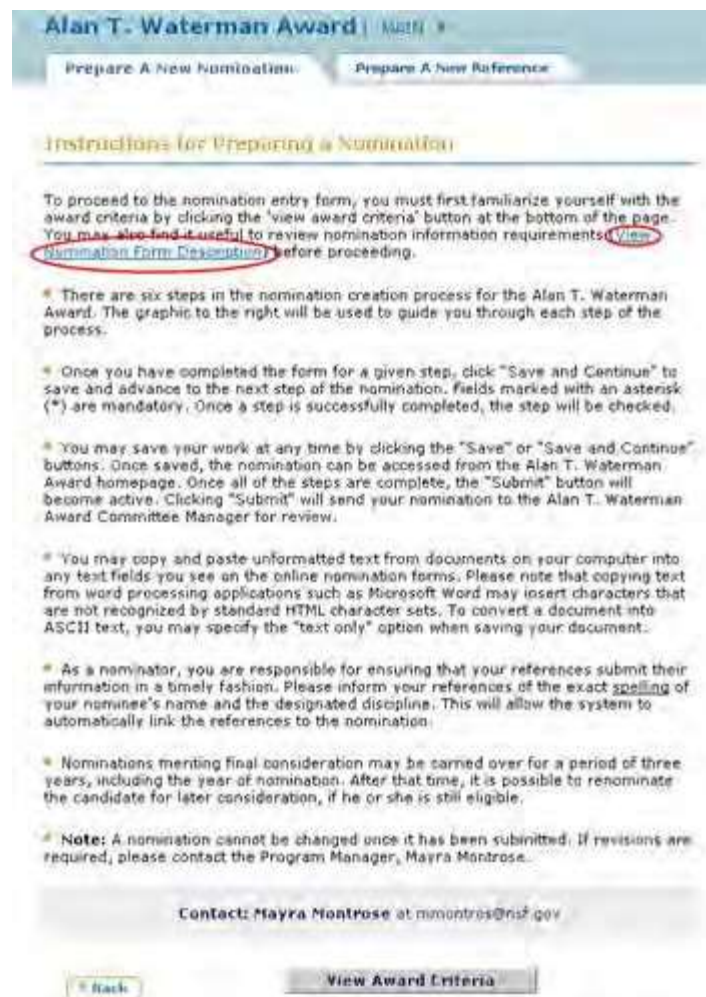 Alan T. Waterman Award | Main
Prepare A New Nomination Prepare A New Reference
Instructions for Preparing a Nomination
To proceed to the nomination entry form, you must first familiarize yourself with the
award criteria by clicking the 'view award criteria' button at the bottom of the page.
You may also find it useful to review nomination information requirements (View
Nomination Form Description) before proceeding.
• There are six steps in the nomination creation process for the Alan T. Waterman
Award. The graphic to the right will be used to guide you through each step of the
process.
• Once you have completed the form for a given step, click "Save and Continue" to
save and advance to the next step of the nomination. Fields marked with an asterisk
(*) are mandatory. Once a step is successfully completed, the step will be checked.
• You may save your work at any time by clicking the "Save" or "Save and Continue"
buttons. Once saved, the nomination can be accessed from the Alan T. Waterman
Award homepage. Once all of the steps are complete, the "Submit" button will
become active. Clicking "Submit" will send your nomination to the Alan T. Waterman
Award Committee Manager for review.
• You may copy and paste unformatted text from documents on your computer into
any text fields you see on the online nomination forms. Please note that copying text
from word processing applications such as Microsoft Word may insert characters that
are not recognized by standard HTML character sets. To convert a document into
ASCII text, you may specify the "text only" option when saving your document.
• As a nominator, you are responsible for ensuring that your references submit their
information in a timely fashion. Please inform your references of the exact spelling of
your nominee's name and the designated discipline. This will allow the system to
automatically link the references to the nomination.
• Nominations meriting final consideration may be carried over for a period of three
years, including the year of nomination. After that time, it is possible to renominate
the candidate for later consideration, if he or she is still eligible.
• Note: A nomination cannot be changed once it has been submitted. If revisions are
required, please contact the Program Manager, Mayra Montrose.
Contact: Mayra Montrose at mmontros@nsf.gov
Back View Award Criteria